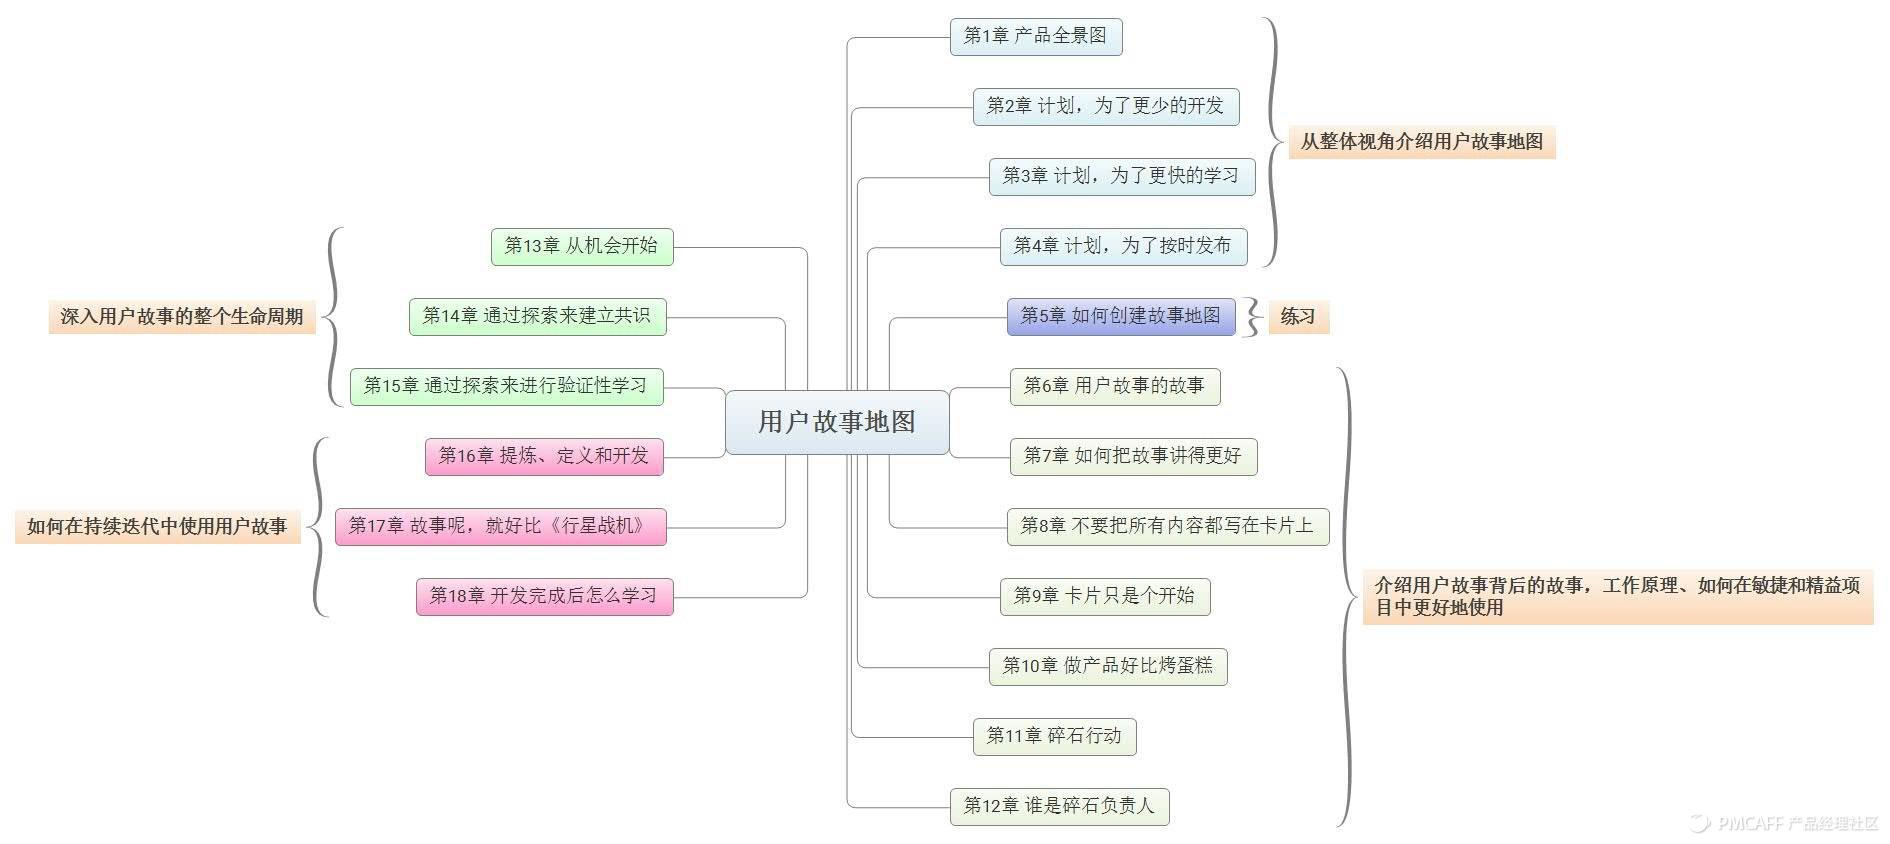 用户故事地图
第1章 产品全景图
第2章 计划，为了更少的开发
第3章 计划，为了更快的学习
第4章 计划，为了按时发布
从整体视角介绍用户故事地图
第5章 如何创建故事地图
练习
第6章 用户故事的故事
第7章 如何把故事讲得更好
第8章 不要把所有内容都写在卡片上
第9章 卡片只是个开始
第10章 做产品好比烤蛋糕
第11章 碎石行动
第12章 谁是碎石负责人
介绍用户故事背后的故事，工作原理、如何在敏捷和精益项
目中更好地使用
第13章 从机会开始
第14章 通过探索来建立共识
第15章 通过探索来进行验证性学习
深入用户故事的整个生命周期
第16章 提炼、定义和开发
第17章 故事呢，就好比《行星战机》
第18章 开发完成后怎么学习
如何在持续迭代中使用用户故事
PMCAFF 产品经理社区